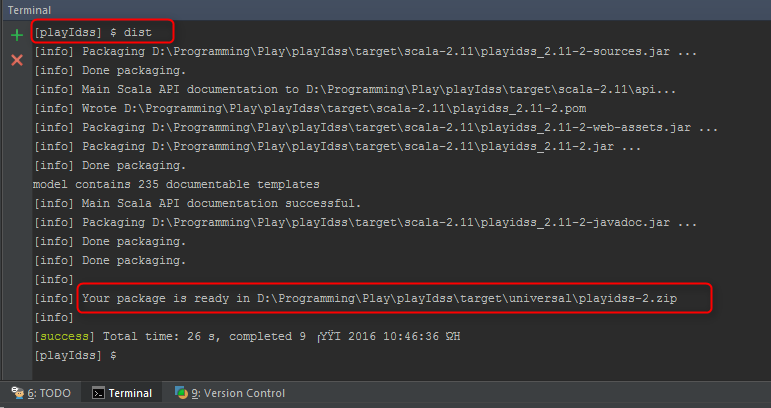 Terminal
[playIdss] $ dist
[info] Packaging D:\Programming\Play\playIdss\target\scala-2.11\playidss_2.11-2-sources.jar ...
[info] Done packaging.
[info] Main Scala API documentation to D:\Programming\Play\playIdss\target\scala-2.11\api...
[info] Wrote D:\Programming\Play\playIdss\target\scala-2.11\playidss_2.11-2.pom
[info] Packaging D:\Programming\Play\playIdss\target\scala-2.11\playidss_2.11-2-web-assets.jar ...
[info] Packaging D:\Programming\Play\playIdss\target\scala-2.11\playidss_2.11-2.jar ...
[info] Done packaging.
model contains 235 documentable templates
[info] Main Scala API documentation successful.
[info] Packaging D:\Programming\Play\playIdss\target\scala-2.11\playidss_2.11-2-javadoc.jar ...
[info] Done packaging.
[info] Done packaging.
[info]
[info] Your package is ready in D:\Programming\Play\playIdss\target\universal\playidss-2.zip
[info]
[success] Total time: 26 s, completed 9 2016 10:46:36
[playIdss] $
6: TODO Terminal 9: Version Control